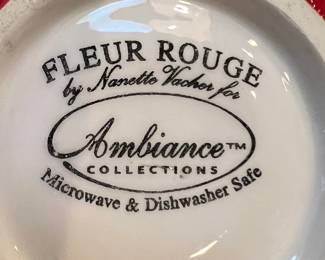 FLEUR ROUGE
by Nanette Vacher for
Ambiance™
COLLECTIONS
Microwave & Dishwasher Safe